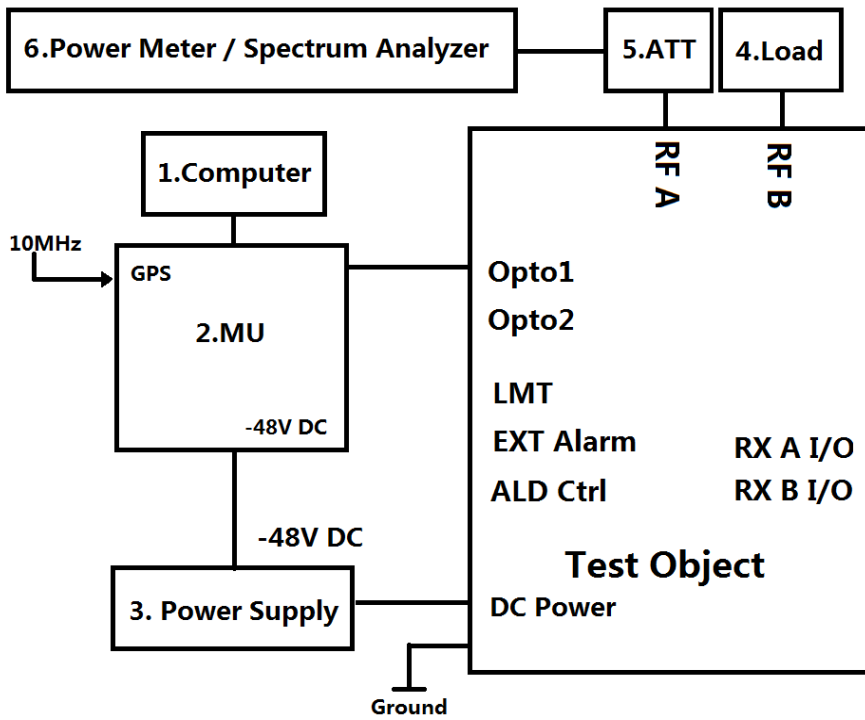 6.Power Meter / Spectrum Analyzer
5.ATT
4.Load
RF A
RF B
1.Computer
10MHz
GPS
2.MU
-48V DC
Opto1
Opto2
LMT
EXT Alarm
ALD Ctrl
RX A I/O
RX B I/O
-48V DC
Test Object
3. Power Supply
DC Power
Ground